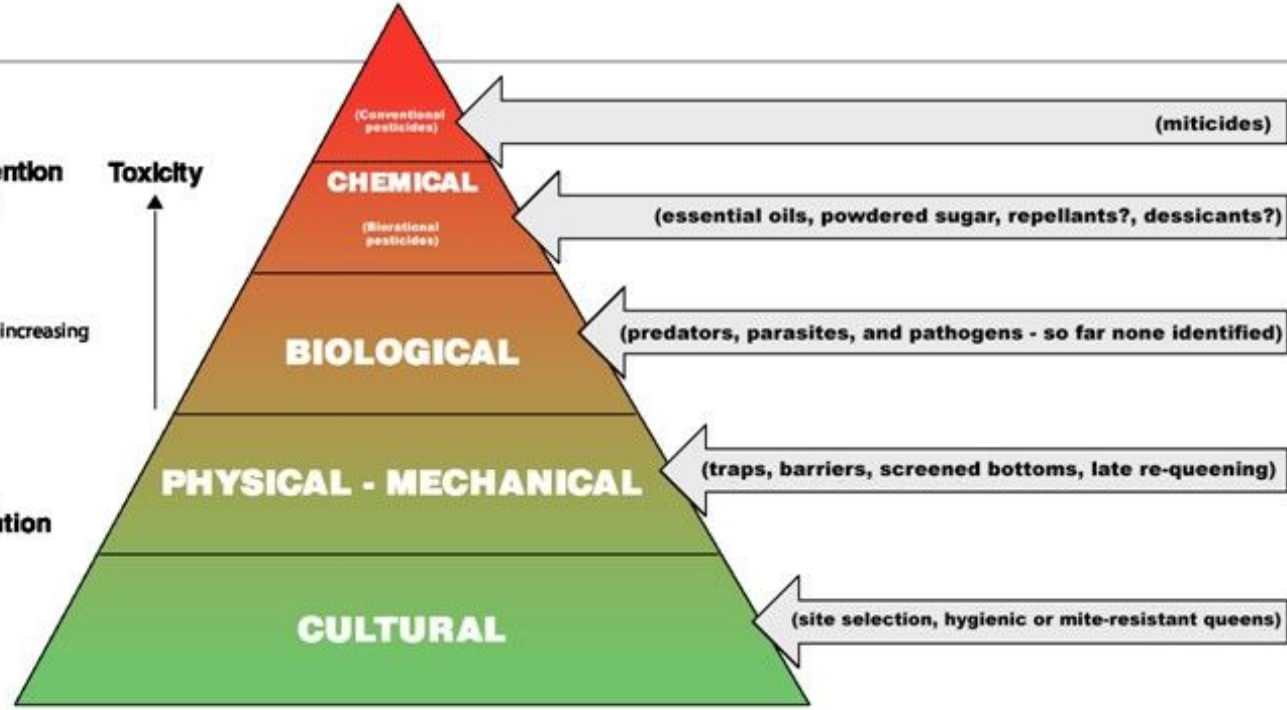 (Conventional
pesticides)
(miticides)
Toxicity
CHEMICAL
(Biorational
pesticides)
(essential oils, powdered sugar, repellants?, dessicants?)
increasing
BIOLOGICAL
(predators, parasites, and pathogens - so far none identified)
PHYSICAL - MECHANICAL
(traps, barriers, screened bottoms, late re-queening)
CULTURAL
(site selection, hygienic or mite-resistant queens)